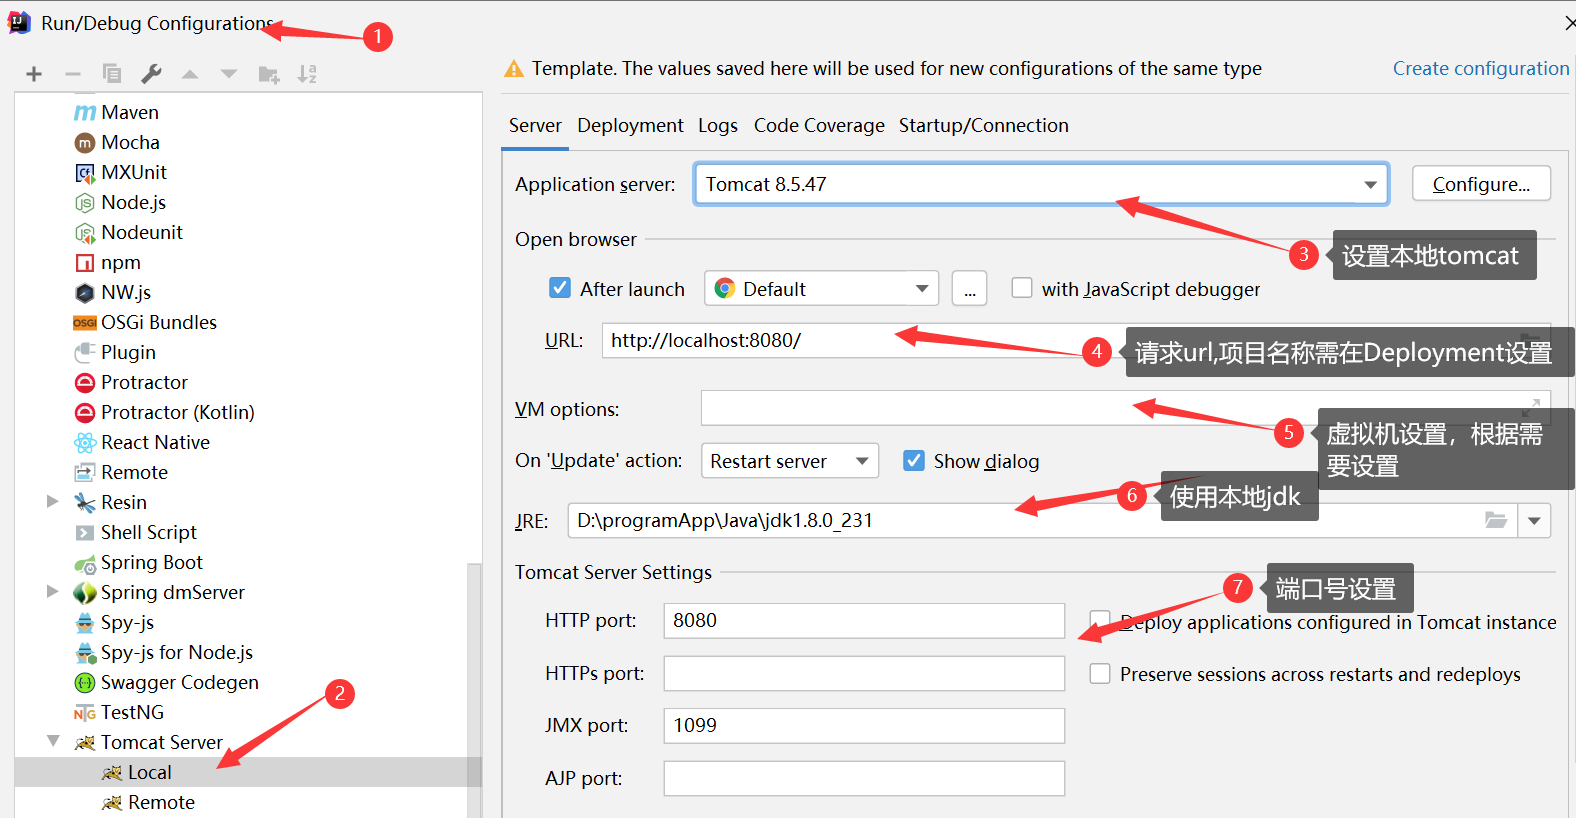 Run/Debug Configurations
1
Template. The values saved here will be used for new configurations of the same type
Create configuration
Maven
Mocha
MXUnit
Node.js
Nodeunit
npm
NW.js
OSGi Bundles
Plugin
Protractor
Protractor (Kotlin)
React Native
Remote
Resin
Shell Script
Spring Boot
Spring dmServer
Spy-js
Spy-js for Node.js
Swagger Codegen
TestNG
2
Tomcat Server
Local
Remote
Server Deployment Logs Code Coverage Startup/Connection
Application server: Tomcat 8.5.47 Configure...
3 设置本地tomcat
Open browser
After launch Default ... with JavaScript debugger
URL: http://localhost:8080/
4 请求url,项目名称需在Deployment设置
VM options:
5 虚拟机设置，根据需
要设置
On 'Update' action: Restart server Show dialog
6 使用本地jdk
JRE: D:\programApp\Java\jdk1.8.0_231
Tomcat Server Settings
7 端口号设置
HTTP port: 8080 Deploy applications configured in Tomcat instance
HTTPs port: Preserve sessions across restarts and redeploys
JMX port: 1099
AJP port: